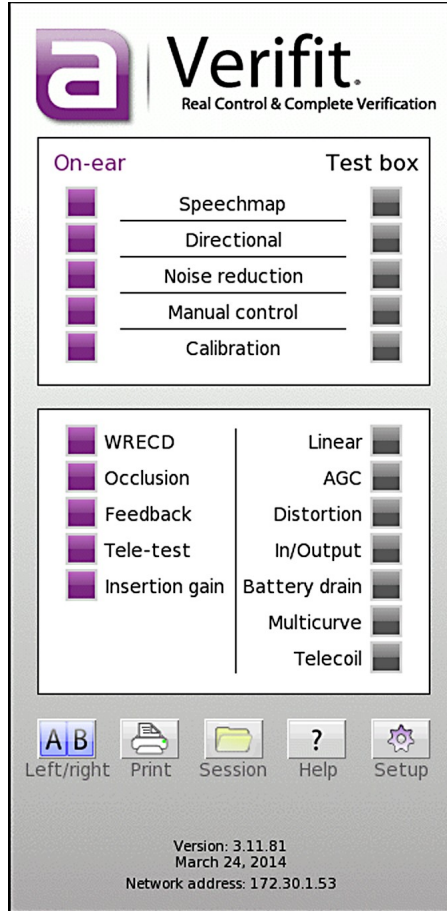 a
Verifit®
Real Control & Complete Verification
On-ear Test box
Speechmap
Directional
Noise reduction
Manual control
Calibration
WRECD Linear
Occlusion AGC
Feedback Distortion
Tele-test In/Output
Insertion gain Battery drain
Multicurve
Telecoil
A B ?
Left/right Print Session Help Setup
Version: 3.11.81
March 24, 2014
Network address: 172.30.1.53